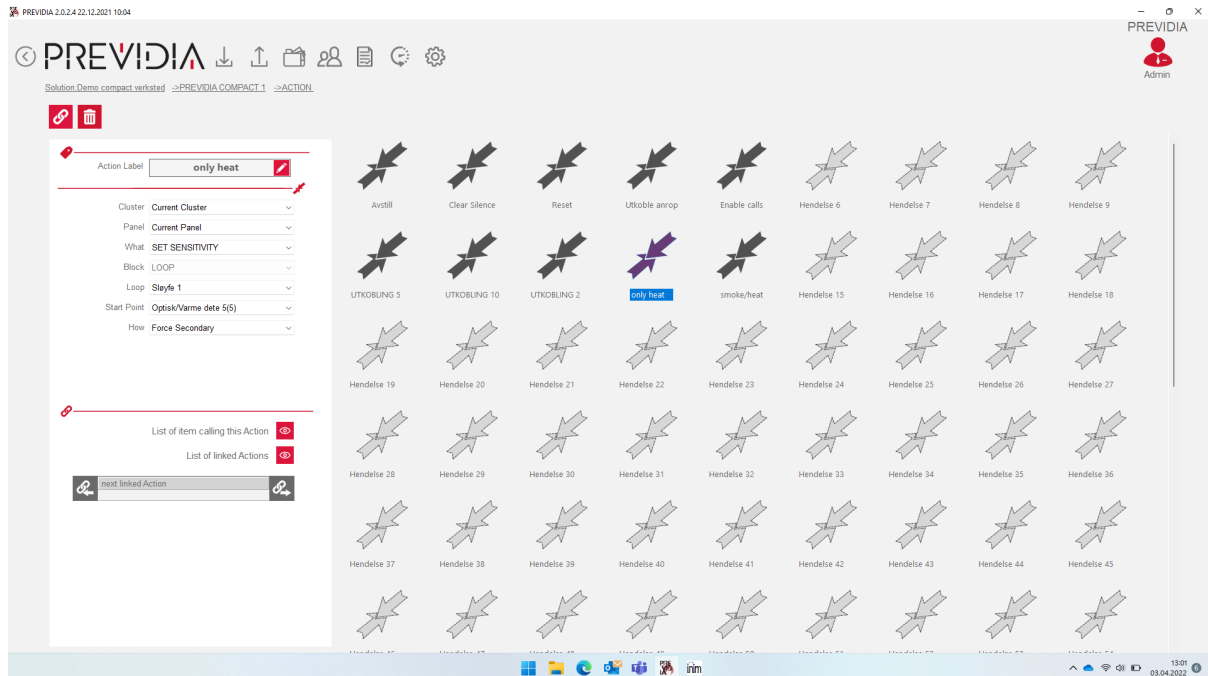 PREVIDIA 2.0.2.4 22.12.2021 10:04
PREVIDIA
PREVIDIA
Admin
Solution:Demo compact verksted ->PREVIDIA COMPACT 1 ->ACTION
Action Label only heat
Cluster Current Cluster
Panel Current Panel
What SET SENSITIVITY
Block LOOP
Loop Sløyfe 1
Start Point Optisk/Varme dete 5(5)
How Force Secondary
List of item calling this Action
List of linked Actions
next linked Action
Avstill Clear Silence Reset Utkoble anrop Enable calls Hendelse 6 Hendelse 7 Hendelse 8 Hendelse 9
UTKOBLING 5 UTKOBLING 10 UTKOBLING 2 only heat smoke/heat Hendelse 15 Hendelse 16 Hendelse 17 Hendelse 18
Hendelse 19 Hendelse 20 Hendelse 21 Hendelse 22 Hendelse 23 Hendelse 24 Hendelse 25 Hendelse 26 Hendelse 27
Hendelse 28 Hendelse 29 Hendelse 30 Hendelse 31 Hendelse 32 Hendelse 33 Hendelse 34 Hendelse 35 Hendelse 36
Hendelse 37 Hendelse 38 Hendelse 39 Hendelse 40 Hendelse 41 Hendelse 42 Hendelse 43 Hendelse 44 Hendelse 45
inim
13:01
03.04.2022
6